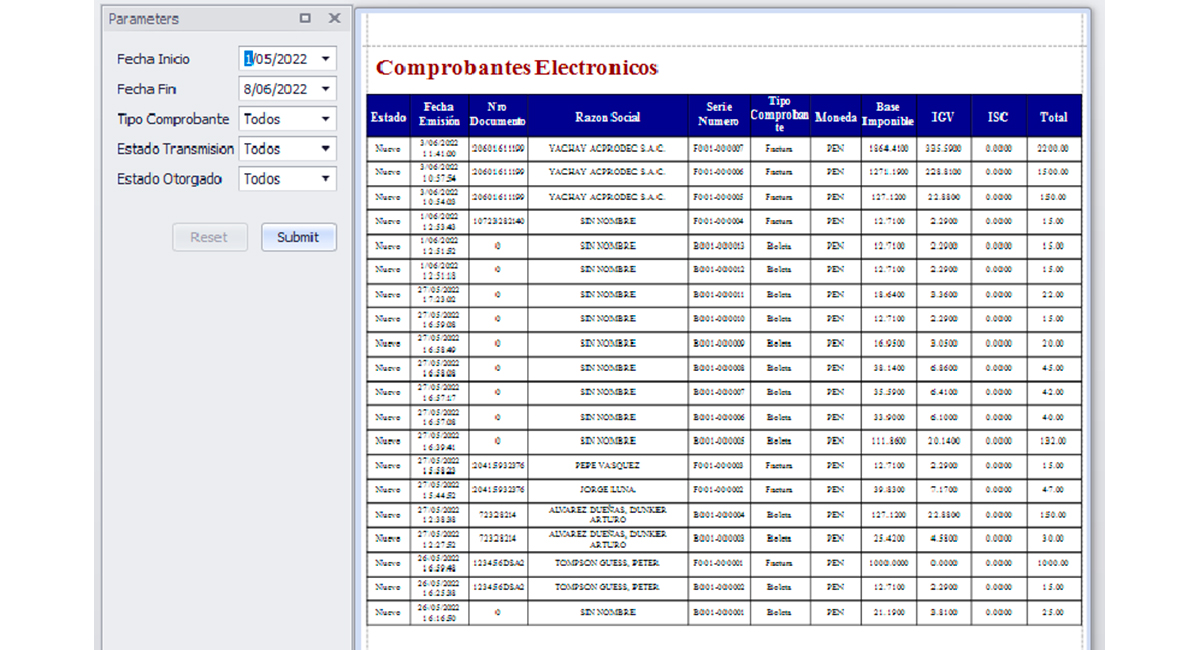 Parameters
Fecha Inicio 1/05/2022
Fecha Fin 8/06/2022
Tipo Comprobante Todos
Estado Transmision Todos
Estado Otorgado Todos
Reset Submit
Comprobantes Electronicos
Estado Fecha Emisión Nro Documento Razon Social Serie Numero Tipo Comprobante Moneda Base Imponible IGV ISC Total
Nuevo 3/06/2022 11:41:00 20601611199 YACHAY ACPRODEC S.A.C. F001-000007 Factura PEN 1864.4100 335.5900 0.0000 2200.00
Nuevo 3/06/2022 10:57:54 20601611199 YACHAY ACPRODEC S.A.C. F001-000006 Factura PEN 1271.1900 228.8100 0.0000 1500.00
Nuevo 3/06/2022 10:54:03 20601611199 YACHAY ACPRODEC S.A.C. F001-000005 Factura PEN 127.1200 22.8800 0.0000 150.00
Nuevo 1/06/2022 12:53:43 10723282140 SIN NOMBRE F001-000004 Factura PEN 12.7100 2.2900 0.0000 15.00
Nuevo 1/06/2022 12:51:52 0 SIN NOMBRE B001-000013 Boleta PEN 12.7100 2.2900 0.0000 15.00
Nuevo 1/06/2022 12:51:18 0 SIN NOMBRE B001-000012 Boleta PEN 12.7100 2.2900 0.0000 15.00
Nuevo 27/05/2022 17:23:02 0 SIN NOMBRE B001-000011 Boleta PEN 18.6400 3.3600 0.0000 22.00
Nuevo 27/05/2022 16:59:08 0 SIN NOMBRE B001-000010 Boleta PEN 12.7100 2.2900 0.0000 15.00
Nuevo 27/05/2022 16:58:49 0 SIN NOMBRE B001-000009 Boleta PEN 16.9500 3.0500 0.0000 20.00
Nuevo 27/05/2022 16:58:08 0 SIN NOMBRE B001-000008 Boleta PEN 38.1400 6.8600 0.0000 45.00
Nuevo 27/05/2022 16:57:17 0 SIN NOMBRE B001-000007 Boleta PEN 35.5900 6.4100 0.0000 42.00
Nuevo 27/05/2022 16:57:08 0 SIN NOMBRE B001-000006 Boleta PEN 33.9000 6.1000 0.0000 40.00
Nuevo 27/05/2022 16:39:41 0 SIN NOMBRE B001-000005 Boleta PEN 111.8600 20.1400 0.0000 132.00
Nuevo 27/05/2022 15:58:23 20415932376 PEPE VASQUEZ F001-000003 Factura PEN 12.7100 2.2900 0.0000 15.00
Nuevo 27/05/2022 15:44:52 20415932376 JORGE LUNA F001-000002 Factura PEN 39.8300 7.1700 0.0000 47.00
Nuevo 27/05/2022 12:38:38 72328214 ALVAREZ DUEÑAS, DUNKER ARTURO B001-000004 Boleta PEN 127.1200 22.8800 0.0000 150.00
Nuevo 27/05/2022 12:27:52 72328214 ALVAREZ DUEÑAS, DUNKER ARTURO B001-000003 Boleta PEN 25.4200 4.5800 0.0000 30.00
Nuevo 26/05/2022 16:59:48 123456DSA2 TOMPSON GUESS, PETER F001-000001 Factura PEN 1000.0000 0.0000 0.0000 1000.00
Nuevo 26/05/2022 16:25:38 123456DSA2 TOMPSON GUESS, PETER B001-000002 Boleta PEN 12.7100 2.2900 0.0000 15.00
Nuevo 26/05/2022 16:16:50 0 SIN NOMBRE B001-000001 Boleta PEN 21.1900 3.8100 0.0000 25.00